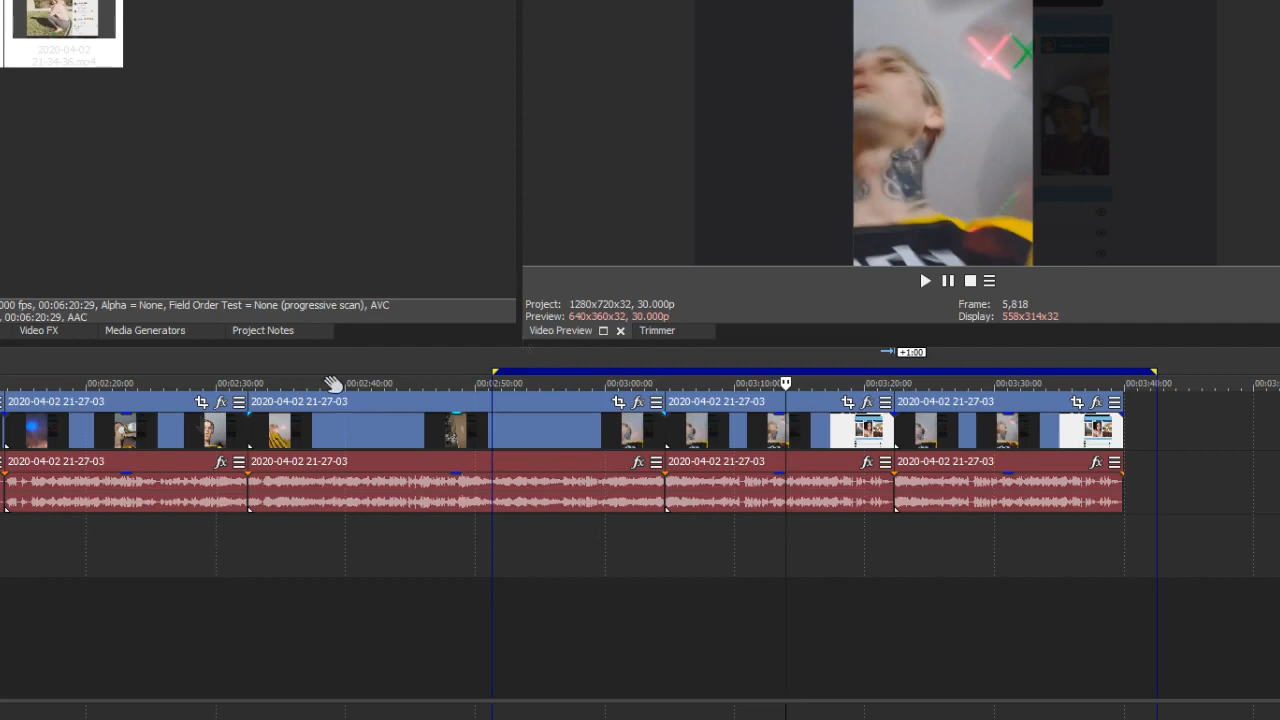 2020-04-02
21-34-36.mp4
000 fps, 00:06:20:29, Alpha = None, Field Order Test = None (progressive scan), AVC
, 00:06:20:29, AAC
Video FX
Media Generators
Project Notes
Project: 1280x720x32, 30.000p
Preview: 640x360x32, 30.000p
Frame: 5,818
Display: 558x314x32
Video Preview
Trimmer
+1:00
00:02:20:00
00:02:30:00
00:02:40:00
00:02:50:00
00:03:00:00
00:03:10:00
00:03:20:00
00:03:30:00
00:03:40:00
00:03:
2020-04-02 21-27-03
2020-04-02 21-27-03
2020-04-02 21-27-03
2020-04-02 21-27-03
2020-04-02 21-27-03
2020-04-02 21-27-03
2020-04-02 21-27-03
2020-04-02 21-27-03